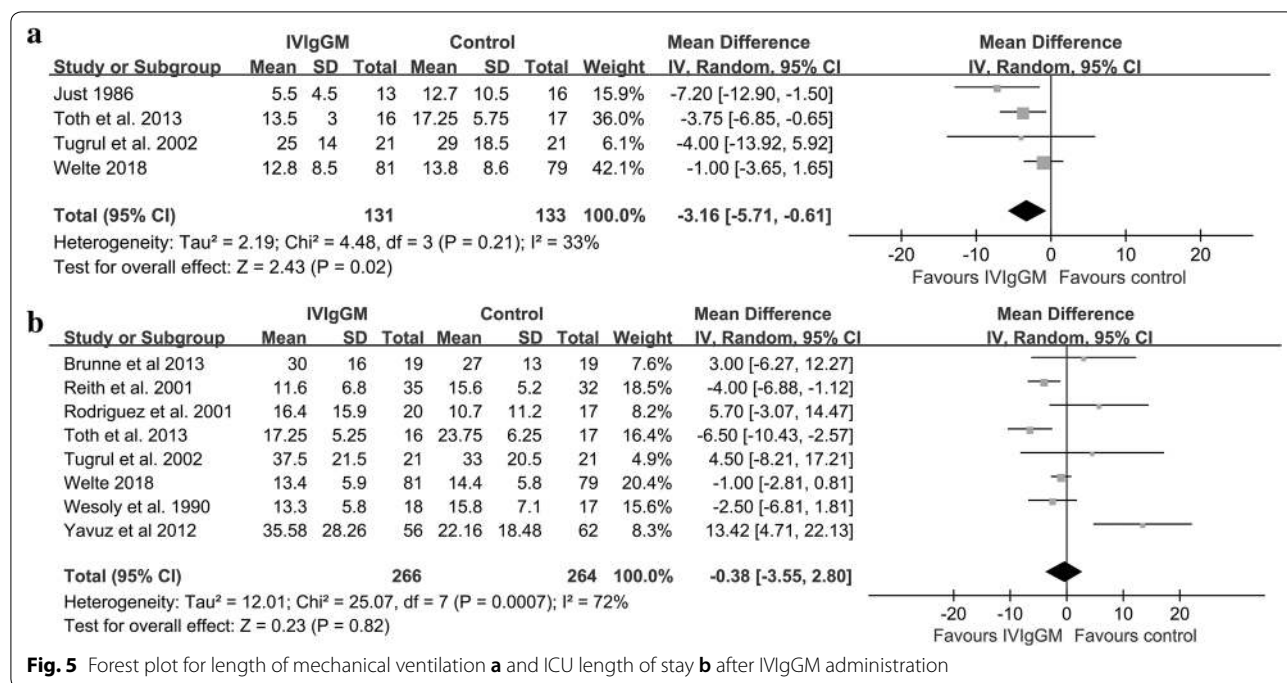 a
IVIgGM Control Mean Difference Mean Difference
Study or Subgroup Mean SD Total Mean SD Total Weight IV, Random, 95% CI IV, Random, 95% CI
Just 1986 5.5 4.5 13 12.7 10.5 16 15.9% -7.20 [-12.90, -1.50]
Toth et al. 2013 13.5 3 16 17.25 5.75 17 36.0% -3.75 [-6.85, -0.65]
Tugrul et al. 2002 25 14 21 29 18.5 21 6.1% -4.00 [-13.92, 5.92]
Welte 2018 12.8 8.5 81 13.8 8.6 79 42.1% -1.00 [-3.65, 1.65]
Total (95% CI) 131 133 100.0% -3.16 [-5.71, -0.61]
Heterogeneity: Tau² = 2.19; Chi² = 4.48, df = 3 (P = 0.21); I² = 33%
Test for overall effect: Z = 2.43 (P = 0.02)
-20 -10 0 10 20
Favours IVIgGM Favours control
b
IVIgGM Control Mean Difference Mean Difference
Study or Subgroup Mean SD Total Mean SD Total Weight IV, Random, 95% CI IV, Random, 95% CI
Brunne et al 2013 30 16 19 27 13 19 7.6% 3.00 [-6.27, 12.27]
Reith et al. 2001 11.6 6.8 35 15.6 5.2 32 18.5% -4.00 [-6.88, -1.12]
Rodriguez et al. 2001 16.4 15.9 20 10.7 11.2 17 8.2% 5.70 [-3.07, 14.47]
Toth et al. 2013 17.25 5.25 16 23.75 6.25 17 16.4% -6.50 [-10.43, -2.57]
Tugrul et al. 2002 37.5 21.5 21 33 20.5 21 4.9% 4.50 [-8.21, 17.21]
Welte 2018 13.4 5.9 81 14.4 5.8 79 20.4% -1.00 [-2.81, 0.81]
Wesoly et al. 1990 13.3 5.8 18 15.8 7.1 17 15.6% -2.50 [-6.81, 1.81]
Yavuz et al 2012 35.58 28.26 56 22.16 18.48 62 8.3% 13.42 [4.71, 22.13]
Total (95% CI) 266 264 100.0% -0.38 [-3.55, 2.80]
Heterogeneity: Tau² = 12.01; Chi² = 25.07, df = 7 (P = 0.0007); I² = 72%
Test for overall effect: Z = 0.23 (P = 0.82)
-20 -10 0 10 20
Favours IVIgGM Favours control
Fig. 5 Forest plot for length of mechanical ventilation a and ICU length of stay b after IVIgGM administration